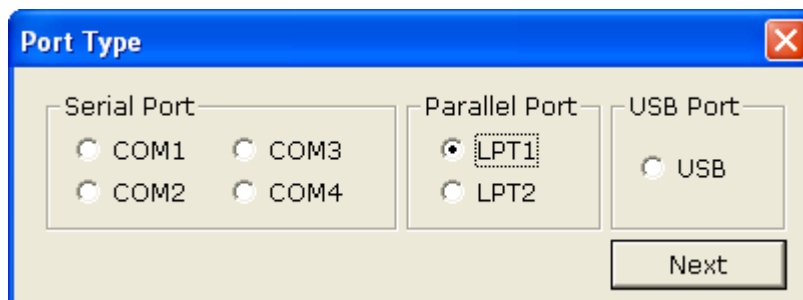 Port Type
Serial Port Parallel Port USB Port
COM1 COM3 LPT1
USB
COM2 COM4 LPT2
Next